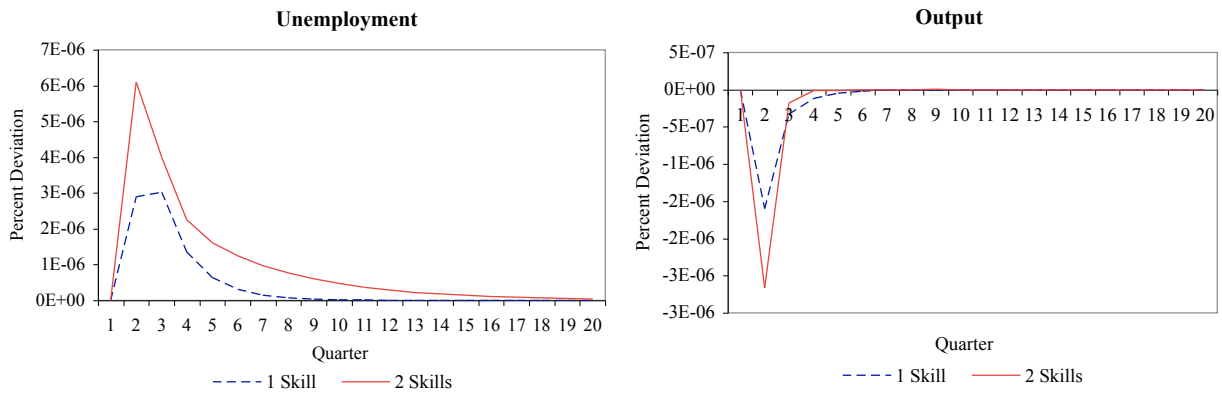 Unemployment
7E-06
6E-06
5E-06
4E-06
3E-06
2E-06
1E-06
0E+00
Percent Deviation
1 2 3 4 5 6 7 8 9 10 11 12 13 14 15 16 17 18 19 20
Quarter
1 Skill 2 Skills
Output
5E-07
0E+00
-5E-07
-1E-06
-2E-06
-2E-06
-3E-06
-3E-06
Percent Deviation
1 2 3 4 5 6 7 8 9 10 11 12 13 14 15 16 17 18 19 20
Quarter
1 Skill 2 Skills